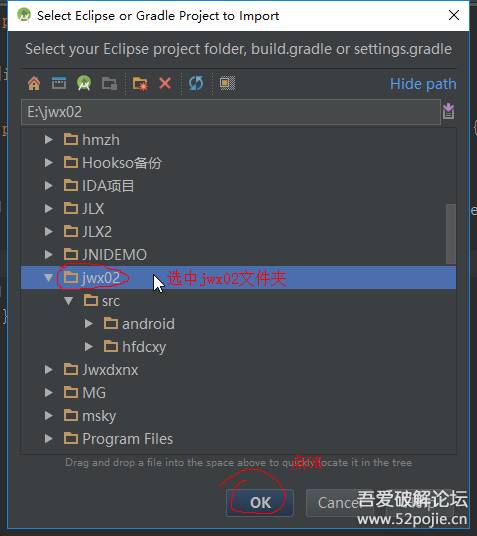 Select Eclipse or Gradle Project to Import
Select your Eclipse project folder, build.gradle or settings.gradle
Hide path
E:\jwx02
hmzh
Hookso备份
IDA项目
JLX
JLX2
JNIDEMO
jwx02 选中jwx02文件夹
src
android
hfdcxy
Jwxdxnx
MG
msky
Program Files
Drag and drop a file into the space above to quickly locate it in the tree
OK
Cancel
吾爱破解论坛
www.52pojie.cn